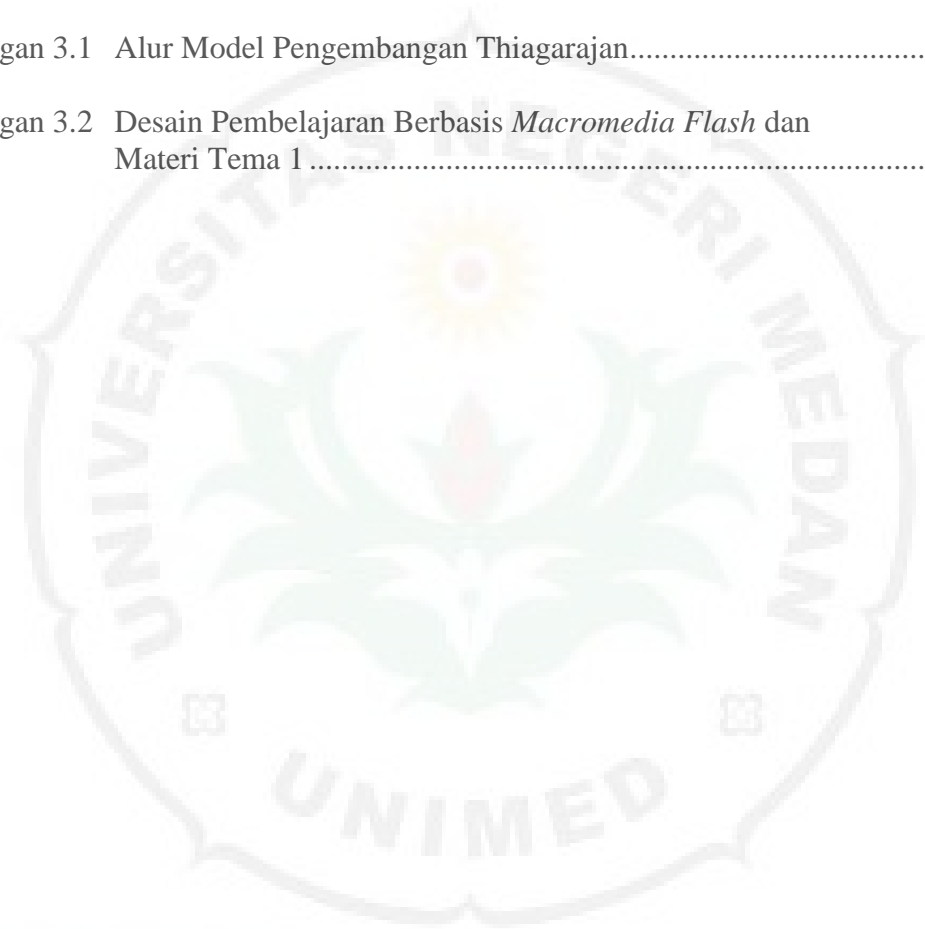 gan 3.1 Alur Model Pengembangan Thiagarajan.....................................
gan 3.2 Desain Pembelajaran Berbasis Macromedia Flash dan
Materi Tema 1 .............................................................................
UNIVERSITAS NEGERI MEDAN
UNIMED